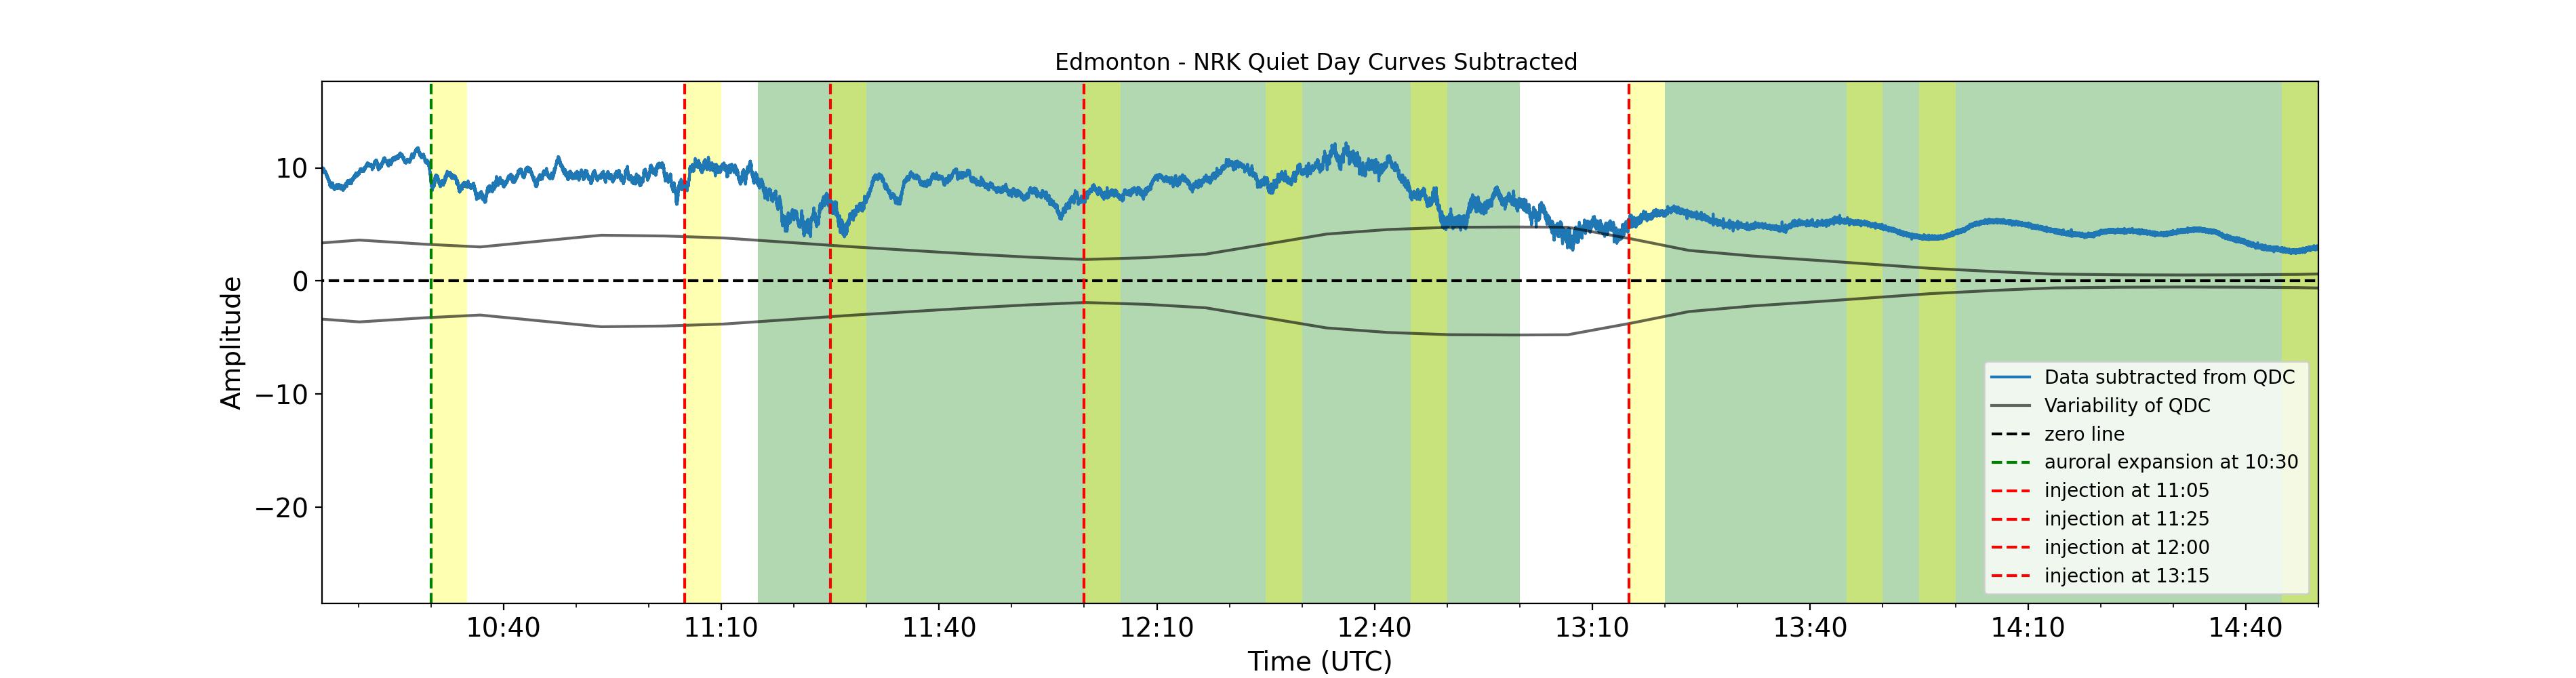 Edmonton - NRK Quiet Day Curves Subtracted
10
0
−10
−20
Amplitude
Data subtracted from QDC
Variability of QDC
zero line
auroral expansion at 10:30
injection at 11:05
injection at 11:25
injection at 12:00
injection at 13:15
10:40
11:10
11:40
12:10
12:40
13:10
13:40
14:10
14:40
Time (UTC)